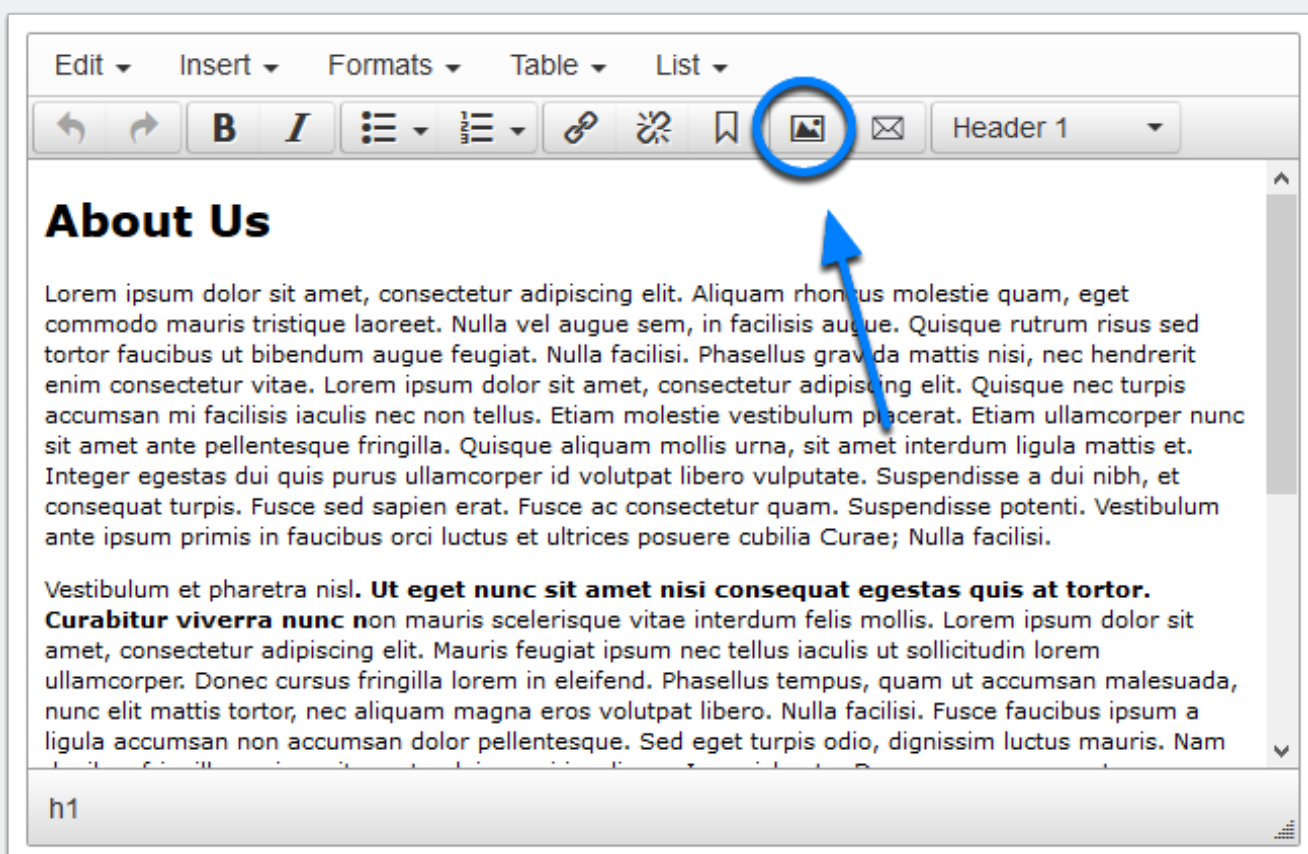 Edit Insert Formats Table List
B I Header 1
About Us
Lorem ipsum dolor sit amet, consectetur adipiscing elit. Aliquam rhoncus molestie quam, eget
commodo mauris tristique laoreet. Nulla vel augue sem, in facilisis augue. Quisque rutrum risus sed
tortor faucibus ut bibendum augue feugiat. Nulla facilisi. Phasellus gravida mattis nisi, nec hendrerit
enim consectetur vitae. Lorem ipsum dolor sit amet, consectetur adipiscing elit. Quisque nec turpis
accumsan mi facilisis iaculis nec non tellus. Etiam molestie vestibulum placerat. Etiam ullamcorper nunc
sit amet ante pellentesque fringilla. Quisque aliquam mollis urna, sit amet interdum ligula mattis et.
Integer egestas dui quis purus ullamcorper id volutpat libero vulputate. Suspendisse a dui nibh, et
consequat turpis. Fusce sed sapien erat. Fusce ac consectetur quam. Suspendisse potenti. Vestibulum
ante ipsum primis in faucibus orci luctus et ultrices posuere cubilia Curae; Nulla facilisi.
Vestibulum et pharetra nisl. Ut eget nunc sit amet nisi consequat egestas quis at tortor.
Curabitur viverra nunc non mauris scelerisque vitae interdum felis mollis. Lorem ipsum dolor sit
amet, consectetur adipiscing elit. Mauris feugiat ipsum nec tellus iaculis ut sollicitudin lorem
ullamcorper. Donec cursus fringilla lorem in eleifend. Phasellus tempus, quam ut accumsan malesuada,
nunc elit mattis tortor, nec aliquam magna eros volutpat libero. Nulla facilisi. Fusce faucibus ipsum a
ligula accumsan non accumsan dolor pellentesque. Sed eget turpis odio, dignissim luctus mauris. Nam
h1